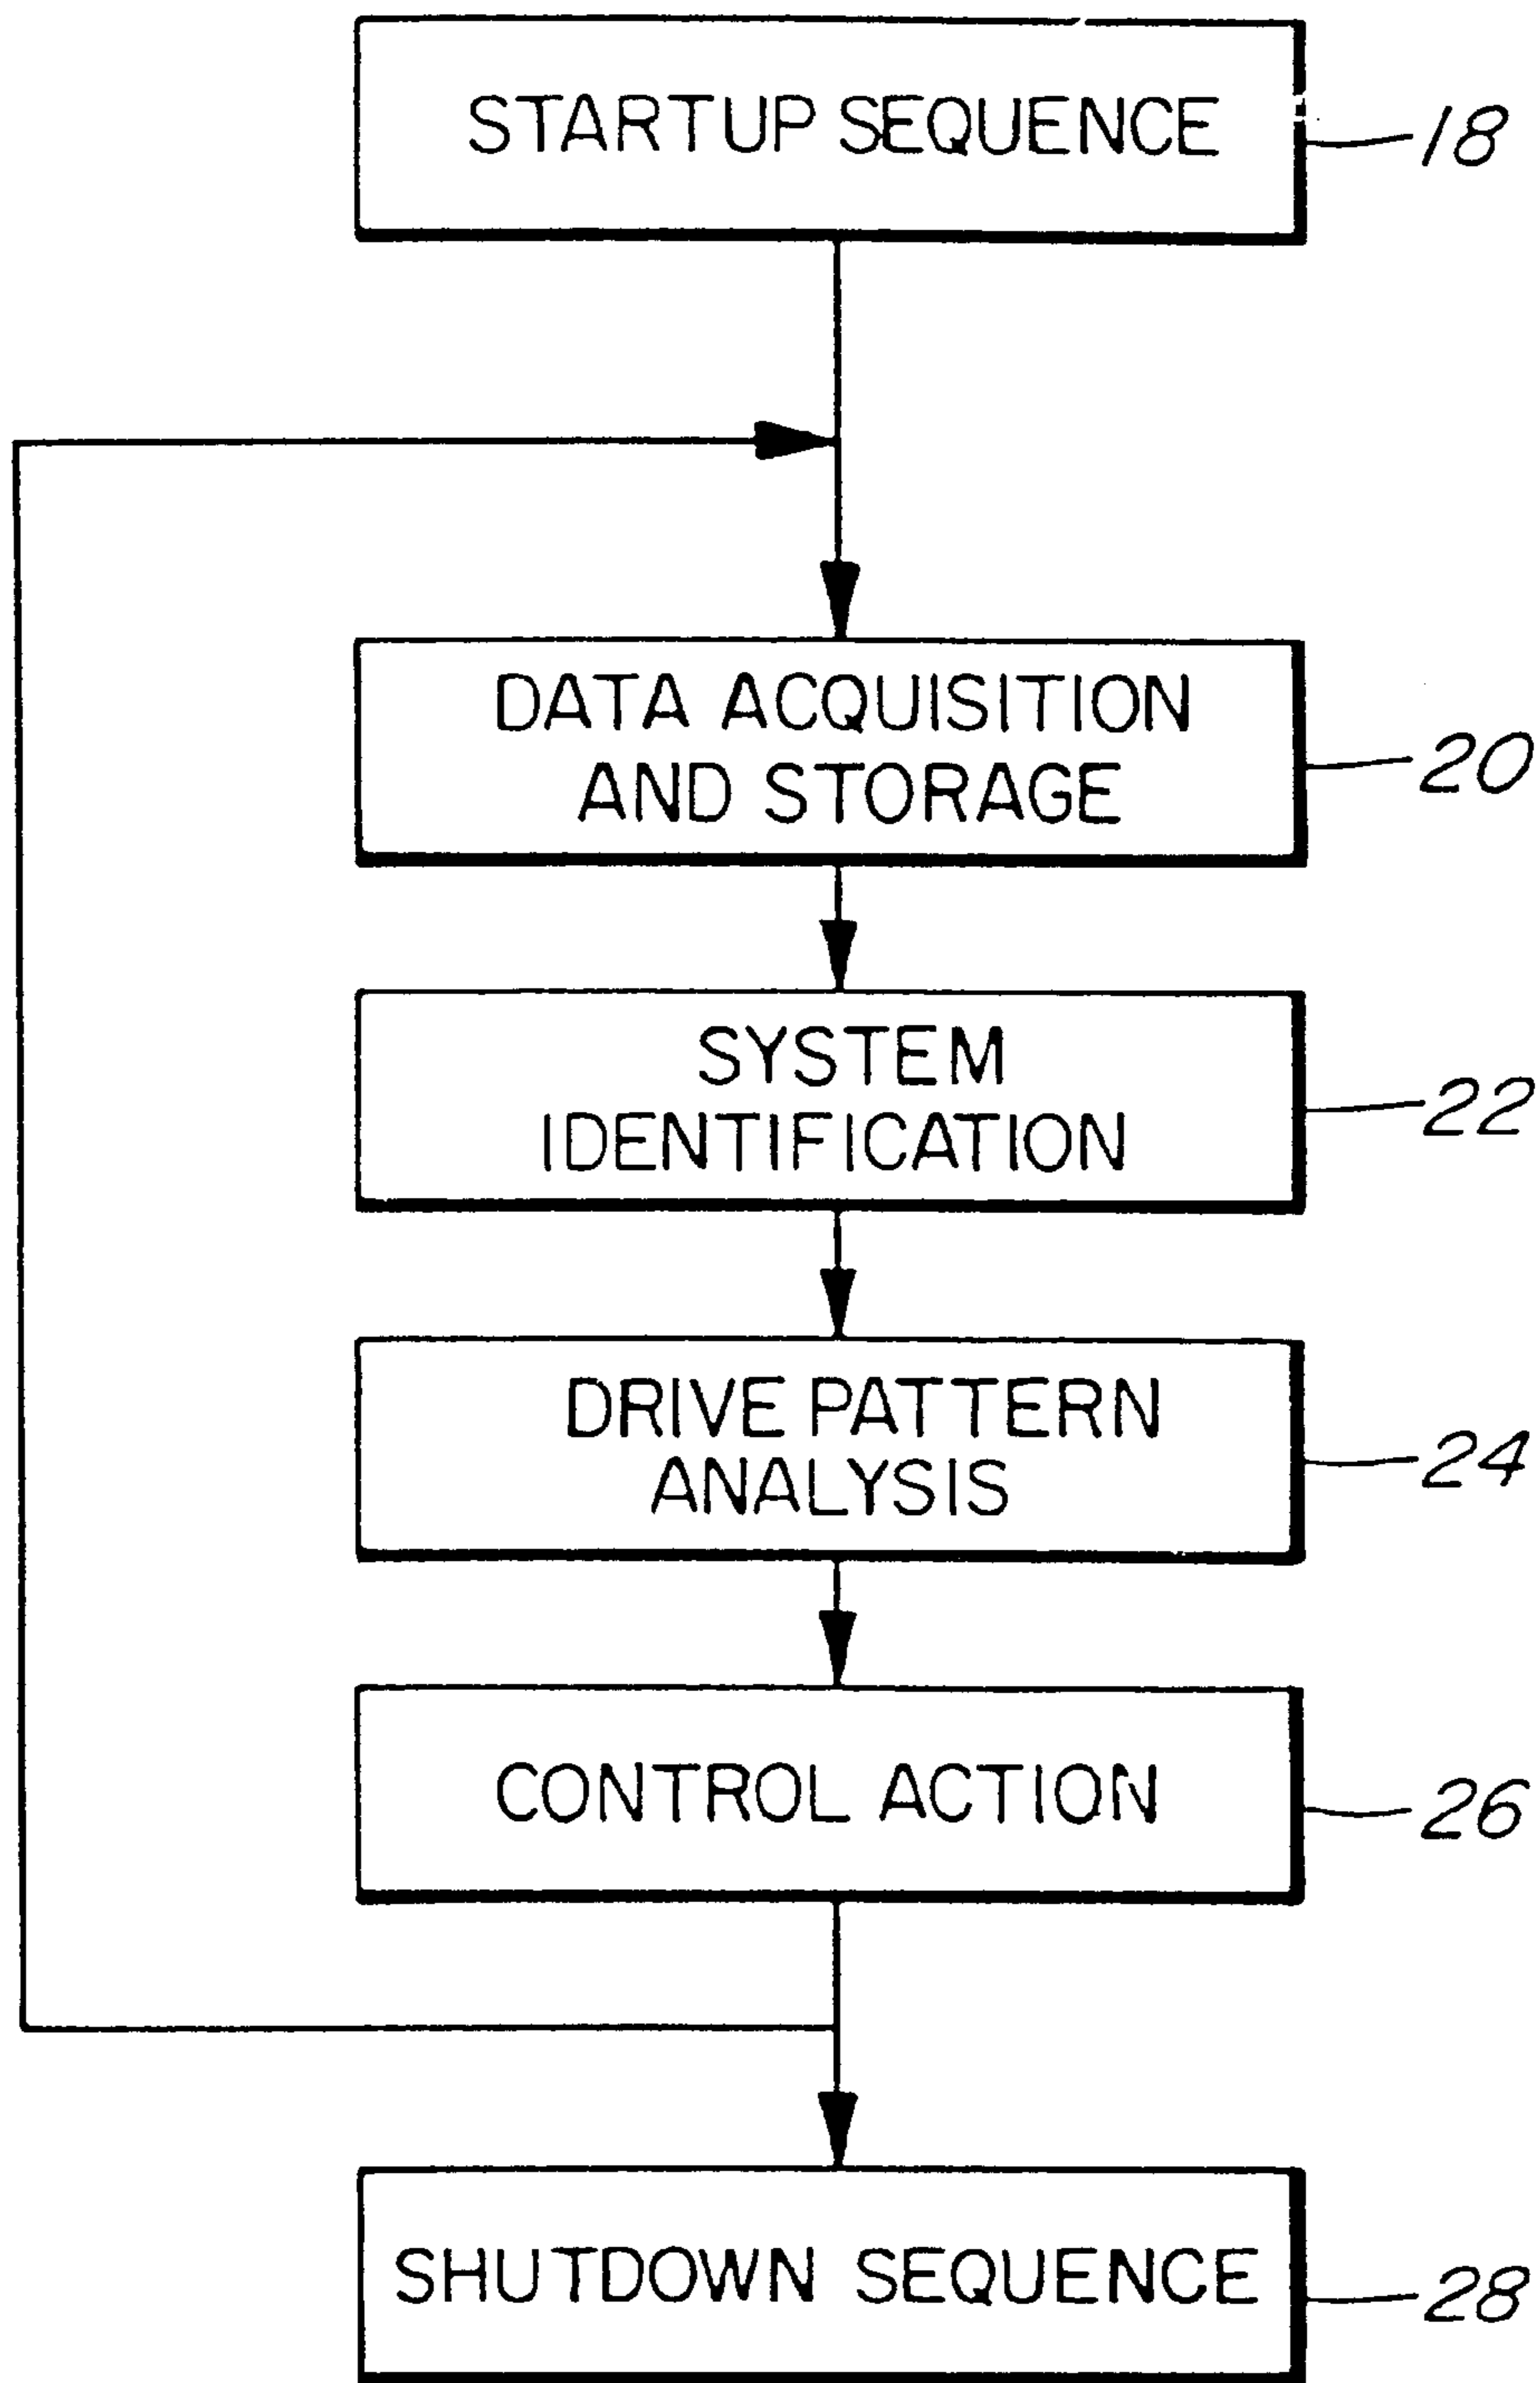 STARTUP SEQUENCE
18
DATA ACQUISITION
AND STORAGE
20
SYSTEM
IDENTIFICATION
22
DRIVE PATTERN
ANALYSIS
24
CONTROL ACTION
26
SHUTDOWN SEQUENCE
28